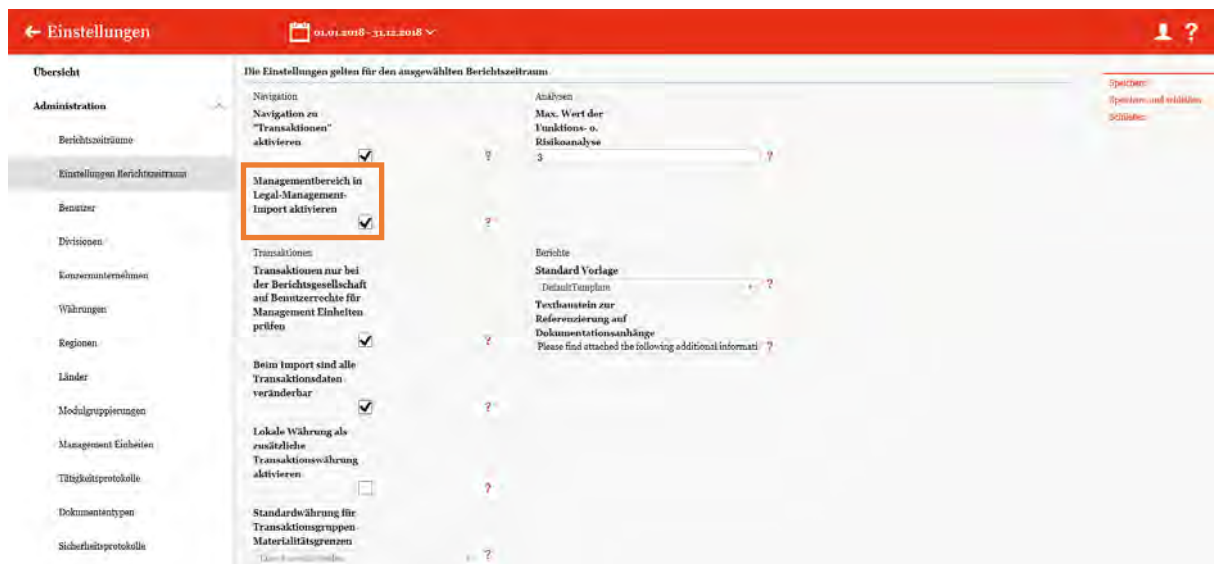 Einstellungen
01.01.2018 - 31.12.2018
?
Übersicht
Administration
Berichtszeiträume
Einstellungen Berichtszeitraum
Benutzer
Divisionen
Konzernunternehmen
Währungen
Regionen
Länder
Modulgruppierungen
Management Einheiten
Tätigkeitsprotokolle
Dokumententypen
Sicherheitsprotokolle
Die Einstellungen gelten für den ausgewählten Berichtszeitraum
Navigation
Navigation zu
"Transaktionen"
aktivieren
?
Managementbereich in
Legal-Management-
Import aktivieren
?
Transaktionen
Transaktionen nur bei
der Berichtsgesellschaft
auf Benutzerrechte für
Management Einheiten
prüfen
?
Beim Import sind alle
Transaktionsdaten
veränderbar
?
Lokale Währung als
zusätzliche
Transaktionswährung
aktivieren
?
Standardwährung für
Transaktionsgruppen
Materialitätsgrenzen
?
Analysen
Max. Wert der
Funktions- o.
Risikoanalyse
3 ?
Berichte
Standard Vorlage
DefaultTemplate ?
Textbaustein zur
Referenzierung auf
Dokumentationsanhänge
Please find attached the following additional informati ?
Speichern
Speichern und schließen
Schließen